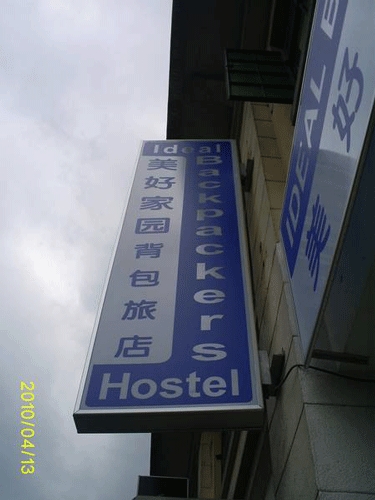 Ideal
Backpackers
美好家园背包旅店
Hostel
IDEAL
美好
2010/04/13